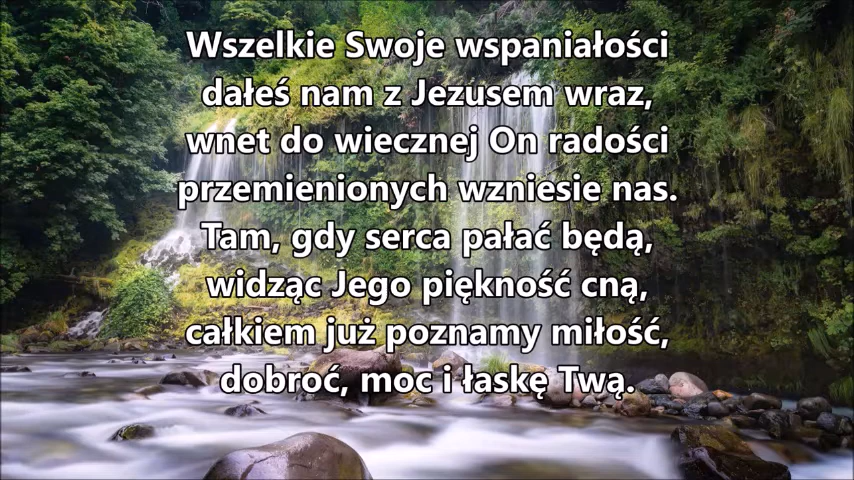 Wszelkie Swoje wspaniałości
dałeś nam z Jezusem wraz,
wnet do wiecznej On radości
przemienionych wzniesie nas.
Tam, gdy serca pałać będą,
widząc Jego piękność cną,
całkiem już poznamy miłość,
dobroć, moc i łaskę Twą.